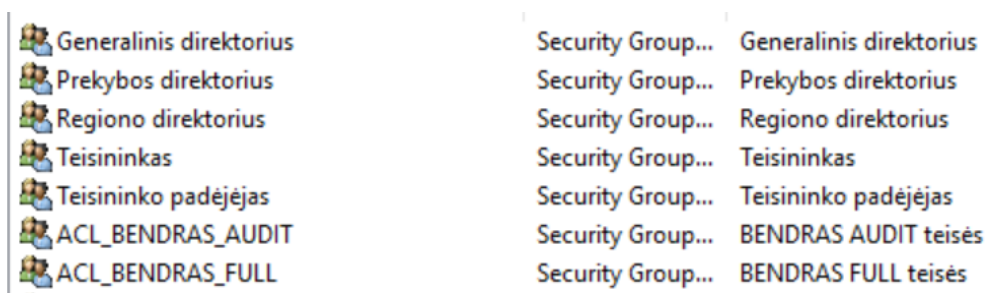 Generalinis direktorius Security Group... Generalinis direktorius
Prekybos direktorius Security Group... Prekybos direktorius
Regiono direktorius Security Group... Regiono direktorius
Teisininkas Security Group... Teisininkas
Teisininko padėjėjas Security Group... Teisininko padėjėjas
ACL_BENDRAS_AUDIT Security Group... BENDRAS AUDIT teisės
ACL_BENDRAS_FULL Security Group... BENDRAS FULL teisės